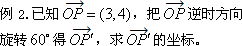 例2.已知$\overrightarrow{OP}$=(3,4)，把$\overrightarrow{OP}$逆时方向
旋转60°得$\overrightarrow{OP'}$，求$\overrightarrow{OP'}$的坐标。